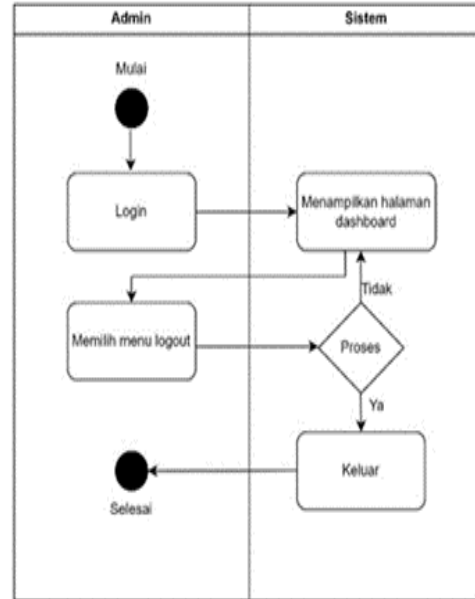 Admin
Sistem
Mulai
Login
Menampilkan halaman
dashboard
Tidak
Memilih menu logout
Proses
Ya
Keluar
Selesai